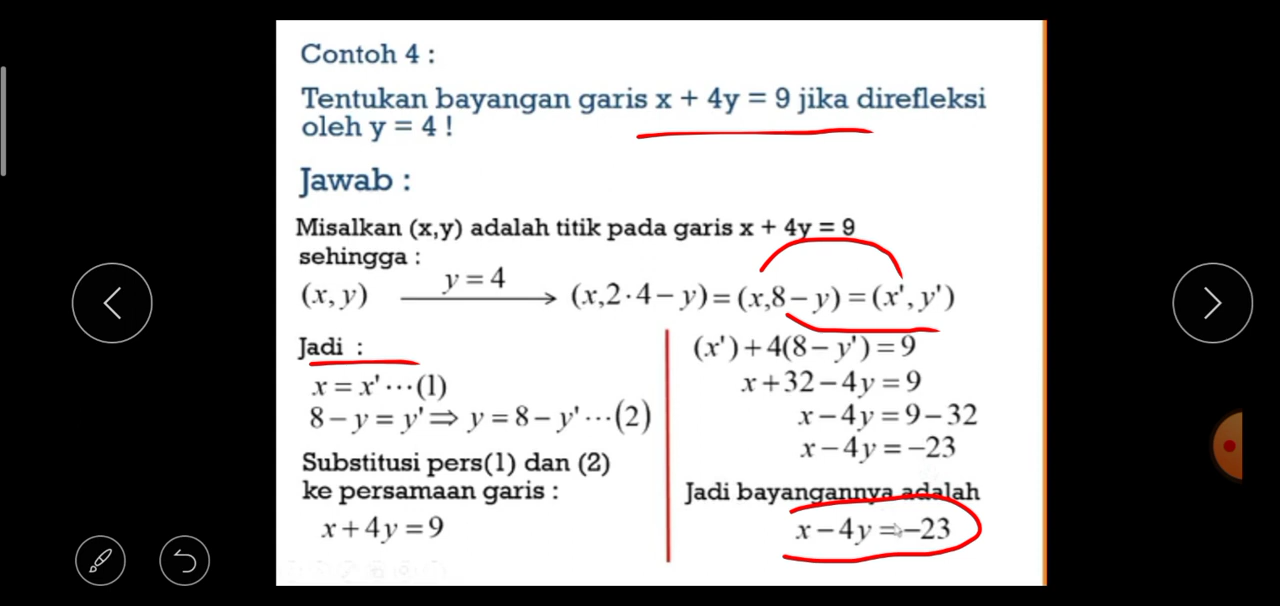 Contoh 4 :
Tentukan bayangan garis x + 4y = 9 jika direfleksi
oleh y = 4 !
Jawab :
Misalkan (x,y) adalah titik pada garis x + 4y = 9
sehingga :
(x, y) ⟶ y = 4 (x,2·4−y)=(x,8−y)=(x',y')
Jadi :
x = x' ⋯(1)
8−y = y' ⇒ y = 8−y' ⋯(2)
Substitusi pers(1) dan (2)
ke persamaan garis :
x+4y=9
(x')+4(8−y')=9
x+32−4y=9
x−4y=9−32
x−4y=−23
Jadi bayangannya adalah
x−4y=−23